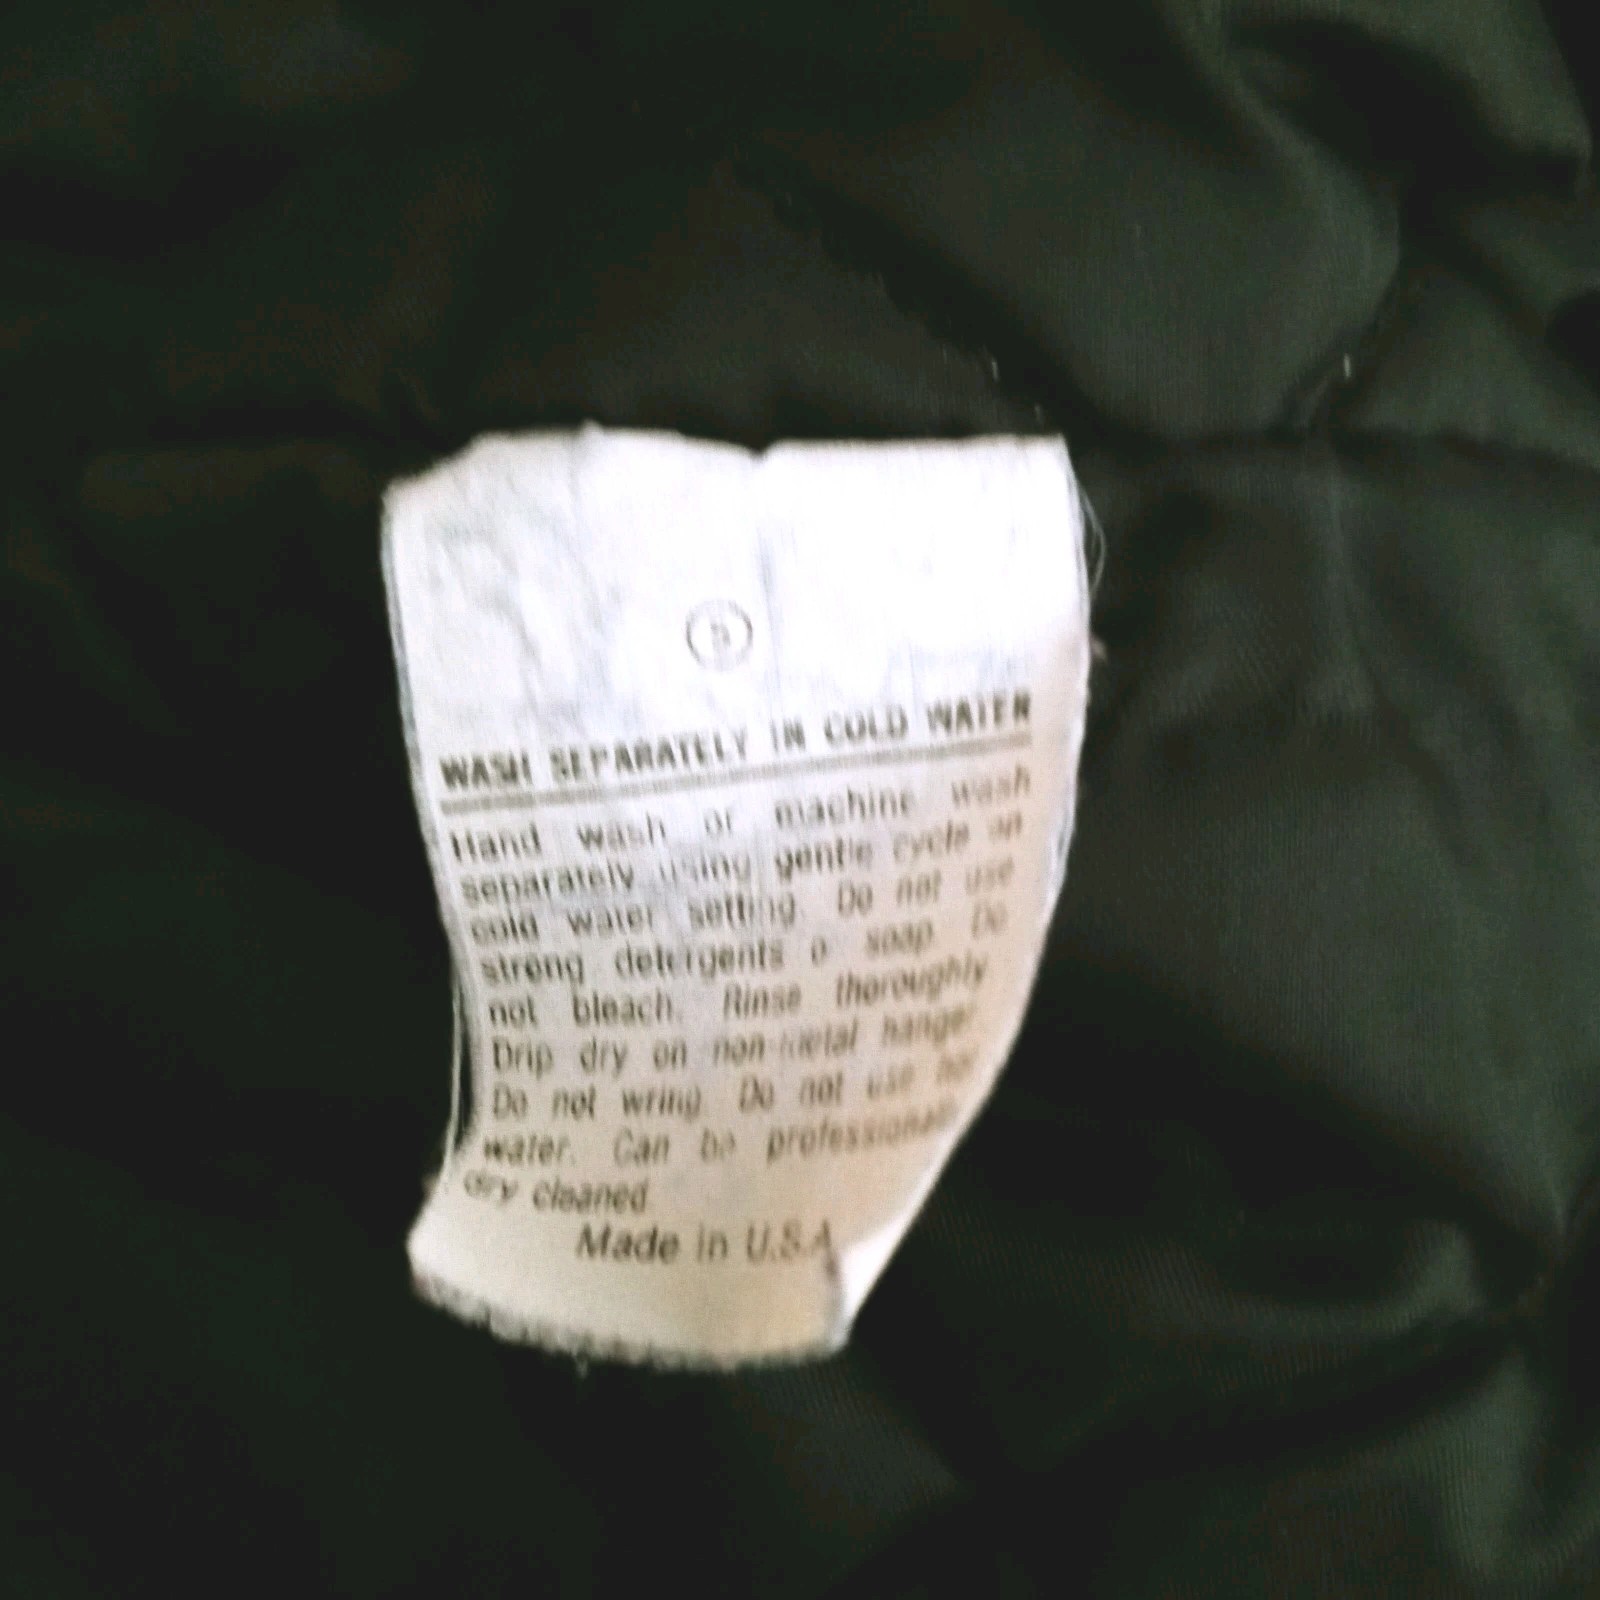 WASH SEPARATELY IN COLD WATER
Hand wash or machine wash
separately using gentle cycle on
cold water setting. Do not use
strong detergents o soap. Do
not bleach. Rinse thoroughly
Drip dry on non-metal hanger
Do not wring. Do not use hot
water. Can be professionall
dry cleaned
Made in U.S.A